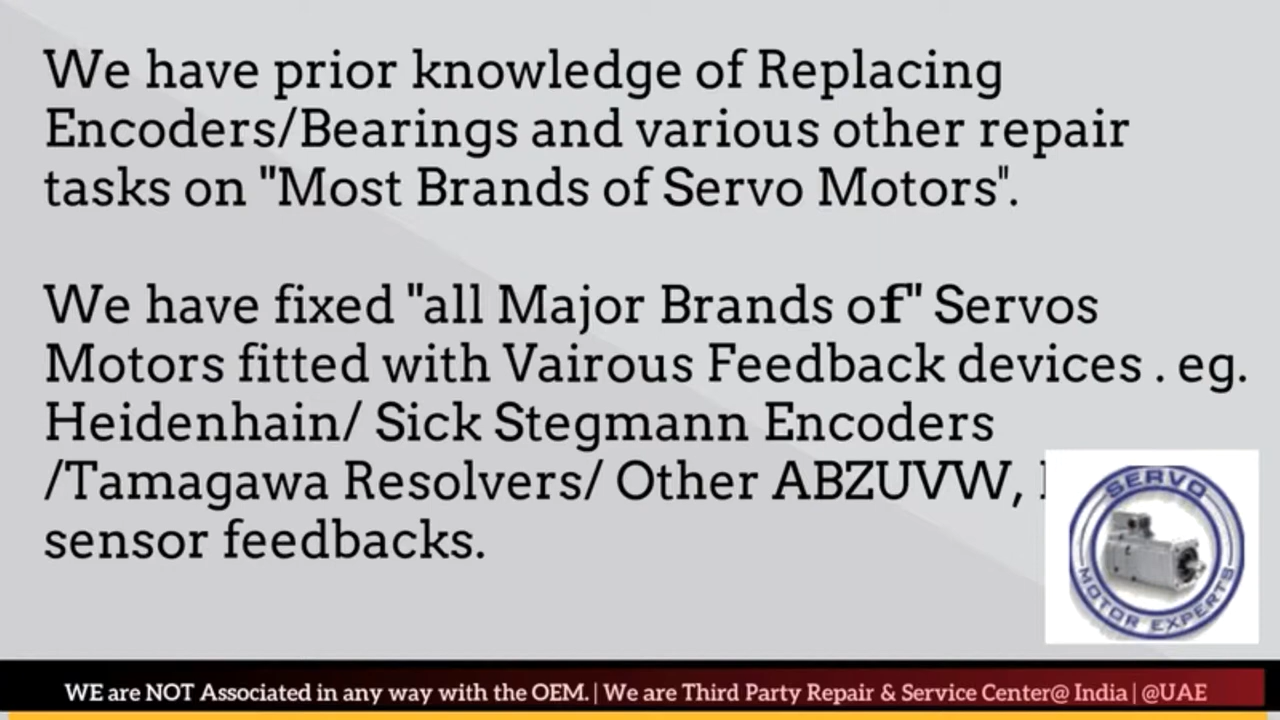 We have prior knowledge of Replacing
Encoders/Bearings and various other repair
tasks on "Most Brands of Servo Motors".
We have fixed "all Major Brands of" Servos
Motors fitted with Vairous Feedback devices . eg.
Heidenhain/ Sick Stegmann Encoders
/Tamagawa Resolvers/ Other ABZUVW,
sensor feedbacks.
SERVO
MOTOR EXPERTS
WE are NOT Associated in any way with the OEM. | We are Third Party Repair & Service Center@ India | @UAE